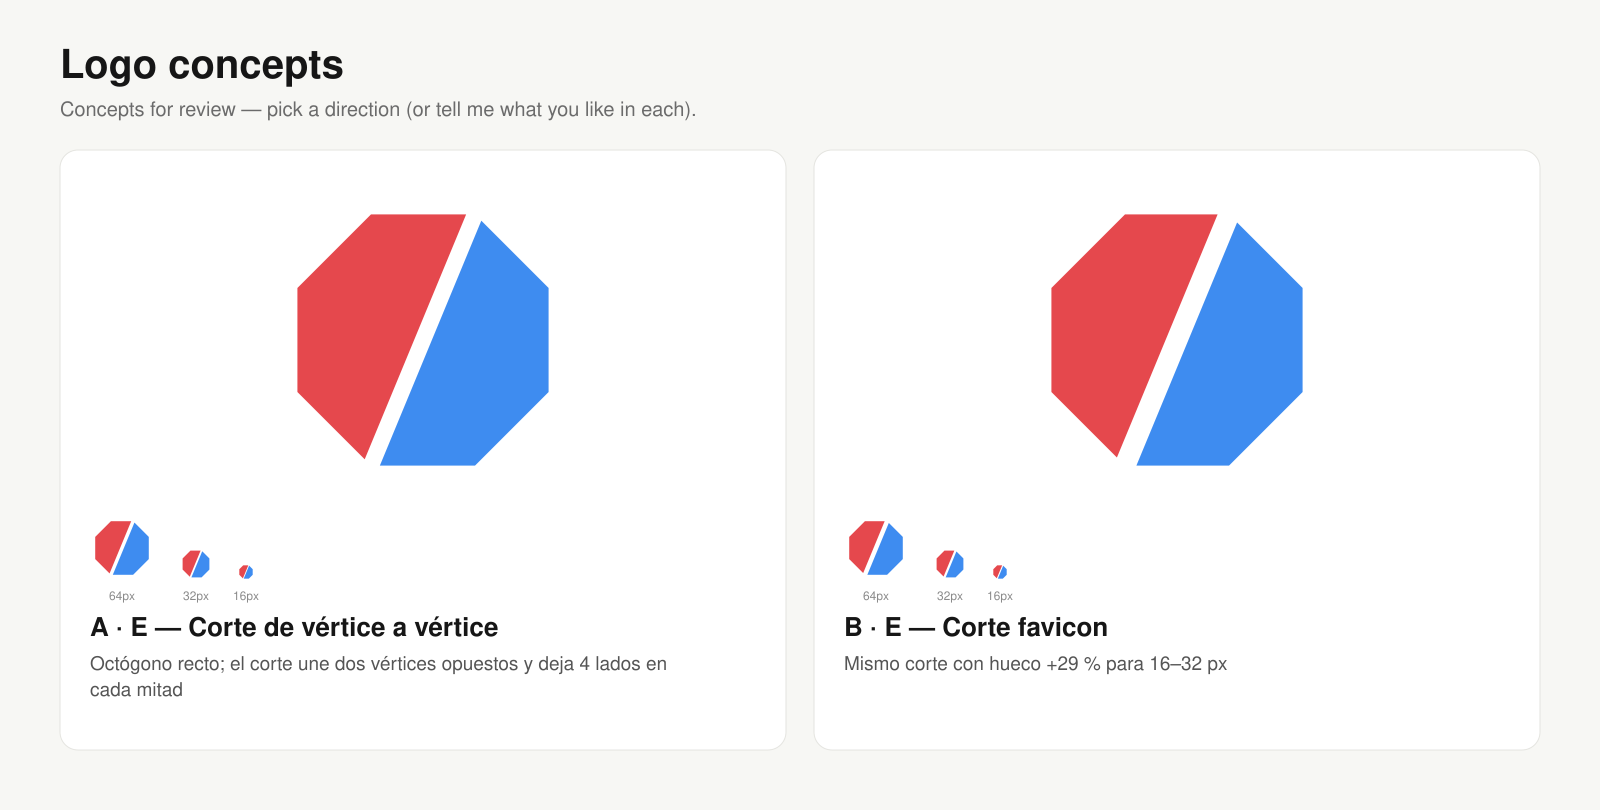 Logo concepts
Concepts for review — pick a direction (or tell me what you like in each).
64px
32px
16px
A · E — Corte de vértice a vértice
Octógono recto; el corte une dos vértices opuestos y deja 4 lados en
cada mitad
64px
32px
16px
B · E — Corte favicon
Mismo corte con hueco +29 % para 16–32 px